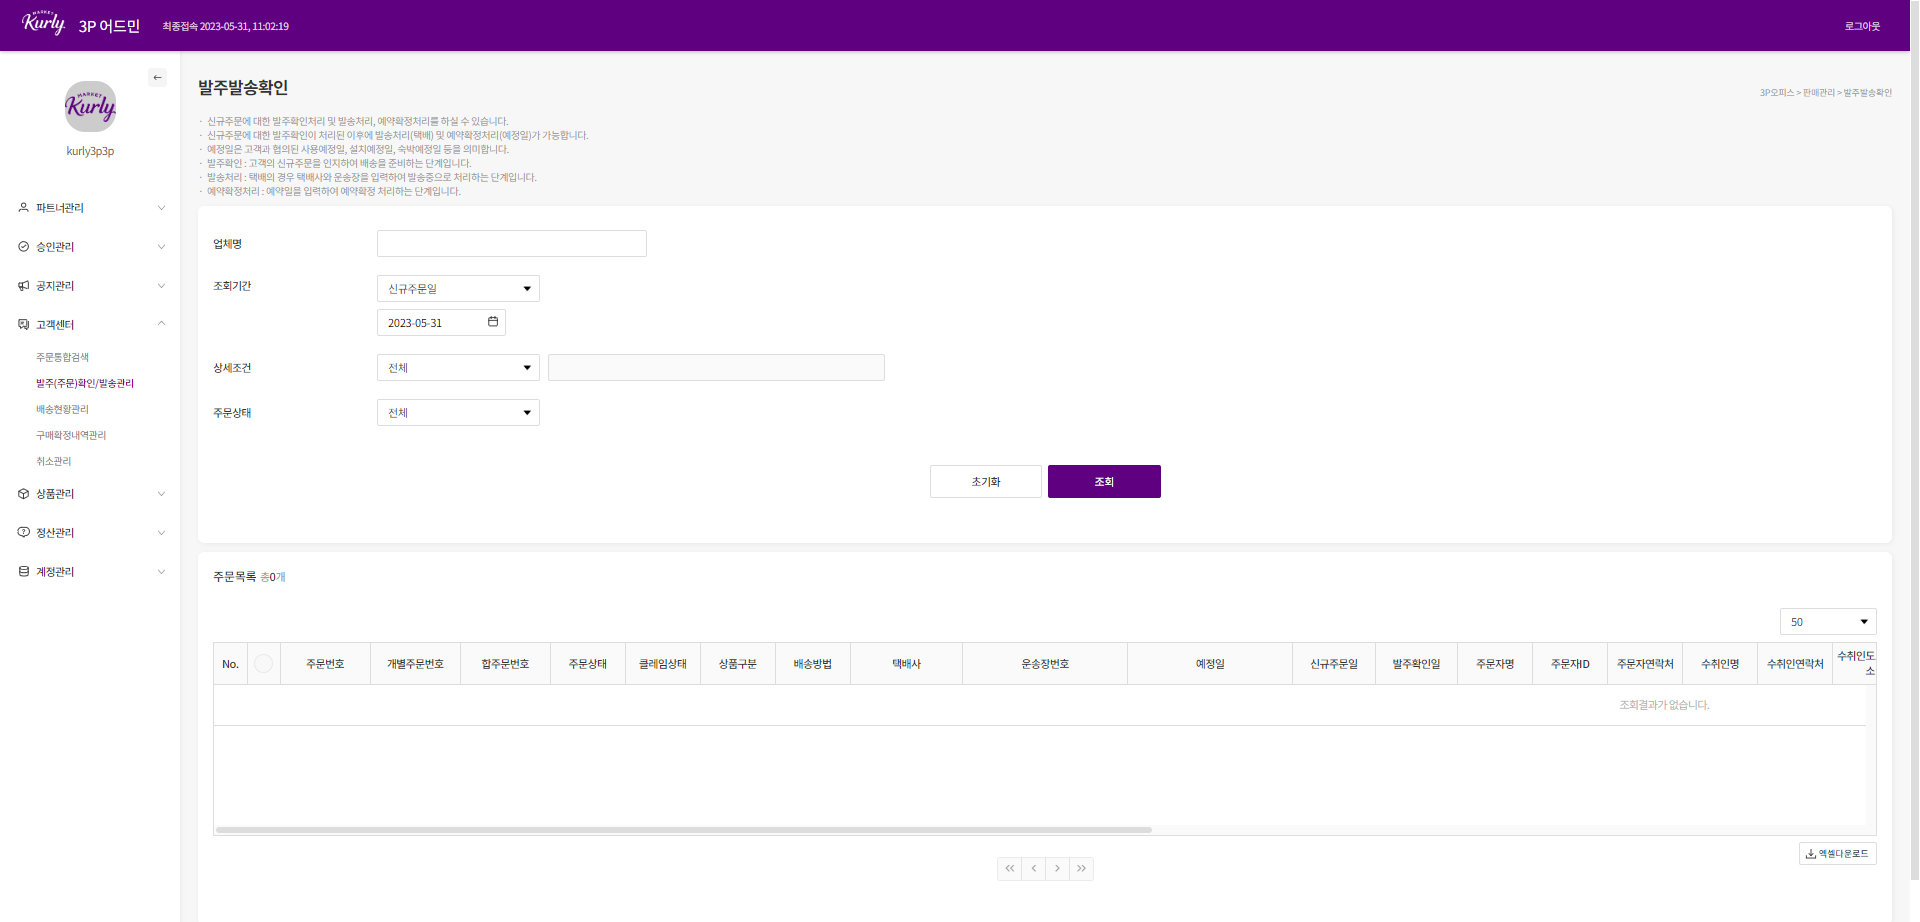 MARKET Kurly 3P 어드민 최종접속 2023-05-31, 11:02:19 로그아웃
MARKET
Kurly
kurly3p3p
파트너관리
승인관리
공지관리
고객센터
주문통합검색
발주(주문)확인/발송관리
배송현황관리
구매확정내역관리
취소관리
상품관리
정산관리
계정관리
발주발송확인
3P오피스 > 판매관리 > 발주발송확인
· 신규주문에 대한 발주확인처리 및 발송처리, 예약확정처리를 하실 수 있습니다.
· 신규주문에 대한 발주확인이 처리된 이후에 발송처리(택배) 및 예약확정처리(예정일)가 가능합니다.
· 예정일은 고객과 협의된 사용예정일, 설치예정일, 숙박예정일 등을 의미합니다.
· 발주확인 : 고객의 신규주문을 인지하여 배송을 준비하는 단계입니다.
· 발송처리 : 택배의 경우 택배사와 운송장을 입력하여 발송중으로 처리하는 단계입니다.
· 예약확정처리 : 예약일을 입력하여 예약확정 처리하는 단계입니다.
업체명
조회기간 신규주문일
2023-05-31
상세조건 전체
주문상태 전체
초기화 조회
주문목록 총0개
50
No. 주문번호 개별주문번호 합주문번호 주문상태 클레임상태 상품구분 배송방법 택배사 운송장번호 예정일 신규주문일 발주확인일 주문자명 주문자ID 주문자연락처 수취인명 수취인연락처 수취인도
소
조회결과가 없습니다.
엑셀다운로드